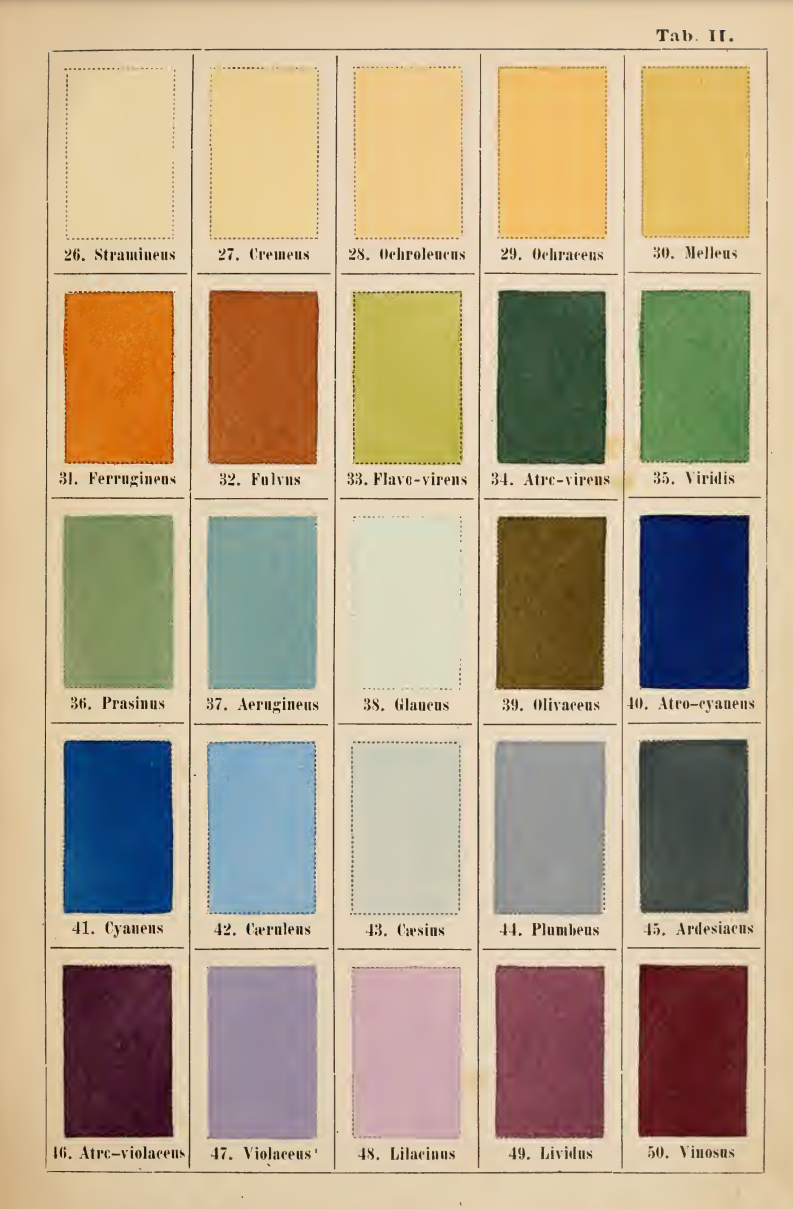 Tab. II.
26. Stramineus
27. Cremeus
28. Ochroleucus
29. Ochraceus
30. Melleus
31. Ferrugineus
32. Fulvus
33. Flavo-virens
34. Atro-virens
35. Viridis
36. Prasinus
37. Aerugineus
38. Glaucus
39. Olivaceus
40. Atro-cyaneus
41. Cyaneus
42. Cæruleus
43. Cæsius
44. Plumbeus
45. Ardesiacus
46. Atro-violaceus
47. Violaceus
48. Lilacinus
49. Lividus
50. Vinosus